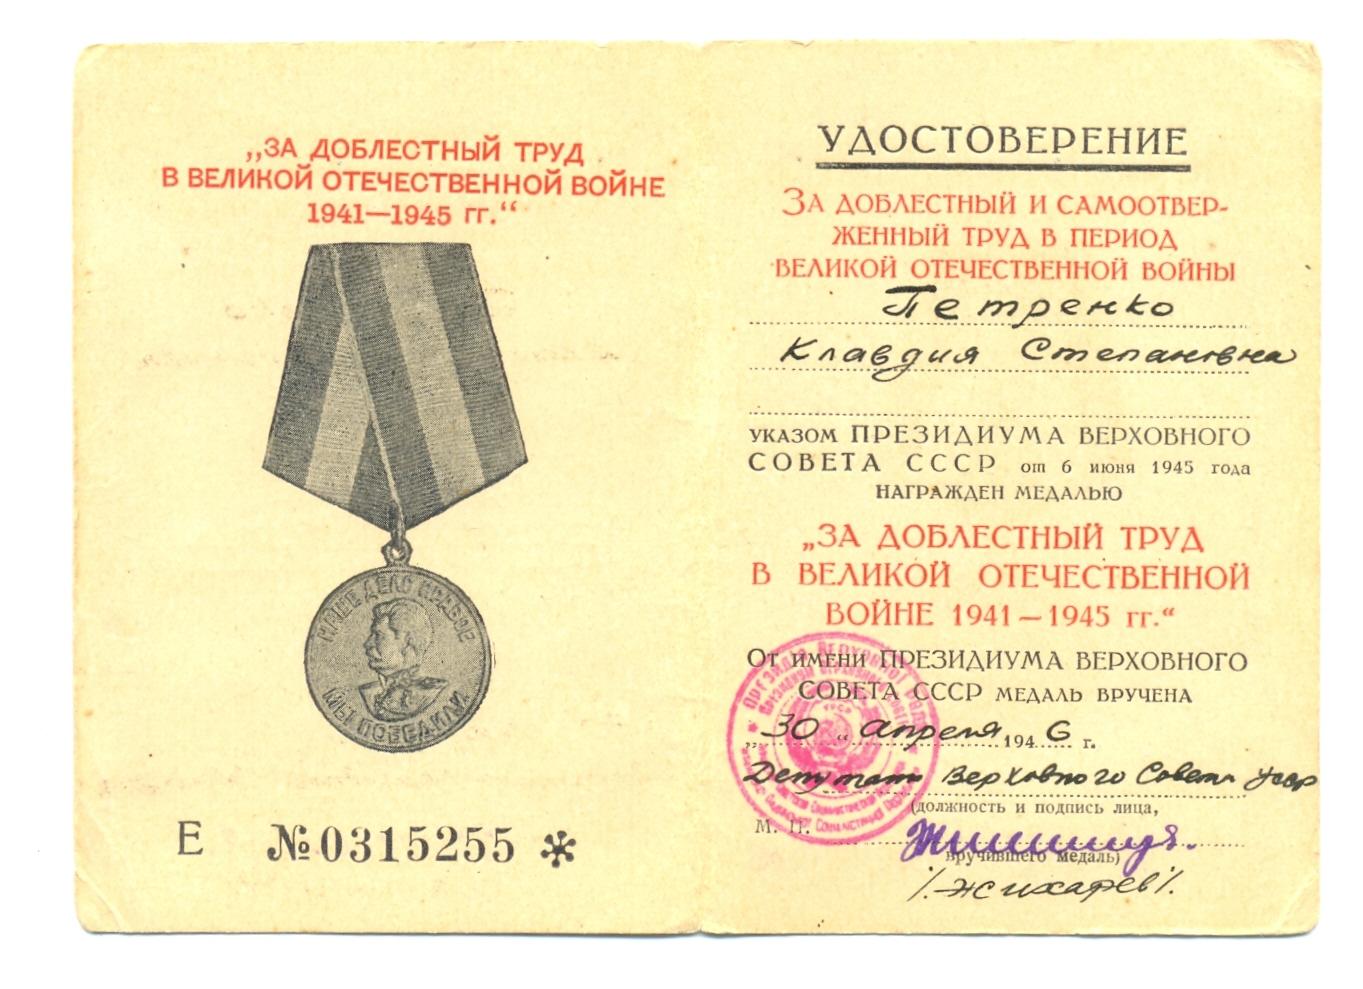 „ЗА ДОБЛЕСТНЫЙ ТРУД
В ВЕЛИКОЙ ОТЕЧЕСТВЕННОЙ ВОЙНЕ
1941—1945 гг.“
НАШЕ ДЕЛО ПРАВОЕ
МЫ ПОБЕДИЛИ
Е №0315255
УДОСТОВЕРЕНИЕ
ЗА ДОБЛЕСТНЫЙ И САМООТВЕР-
ЖЕННЫЙ ТРУД В ПЕРИОД
ВЕЛИКОЙ ОТЕЧЕСТВЕННОЙ ВОЙНЫ
Петренко
Клавдия Степановна
УКАЗОМ ПРЕЗИДИУМА ВЕРХОВНОГО
СОВЕТА СССР от 6 июня 1945 года
НАГРАЖДЕН МЕДАЛЬЮ
„ЗА ДОБЛЕСТНЫЙ ТРУД
В ВЕЛИКОЙ ОТЕЧЕСТВЕННОЙ
ВОЙНЕ 1941—1945 гг.“
От имени ПРЕЗИДИУМА ВЕРХОВНОГО
СОВЕТА СССР МЕДАЛЬ ВРУЧЕНА
„30“ апреля 1946 г.
Верховного Совета УССР
(должность и подпись лица,
М. П.
вручившего медаль)
/.Жихарев/.